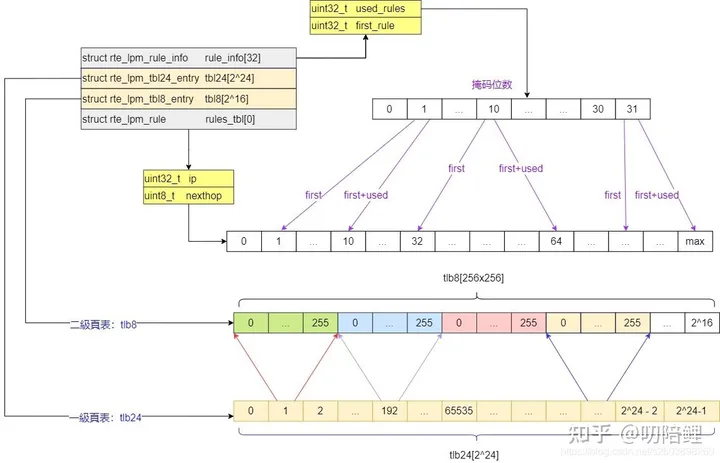 uint32_t used_rules
uint32_t first_rule
struct rte_lpm_rule_info rule_info[32]
struct rte_lpm_tbl24_entry tbl24[2^24]
struct rte_lpm_tbl8_entry tbl8[2^16]
struct rte_lpm_rule rules_tbl[0]
掩码位数
0 1 ... 10 ... ... 30 31
uint32_t ip
uint8_t nexthop
first first+used first first+used first first+used
0 1 ... 10 ... 32 ... ... ... 64 ... ... ... max
tlb8[256x256]
二級頁表：tlb8
0 ... 255 0 ... 255 0 ... 255 0 ... 255 ... 2^16
一級頁表：tlb24
0 1 2 ... 192 ... 65535 ... ... ... ... 2^24 - 2 2^24-1
tlb24[2^24]
知乎 @叨陪鲤